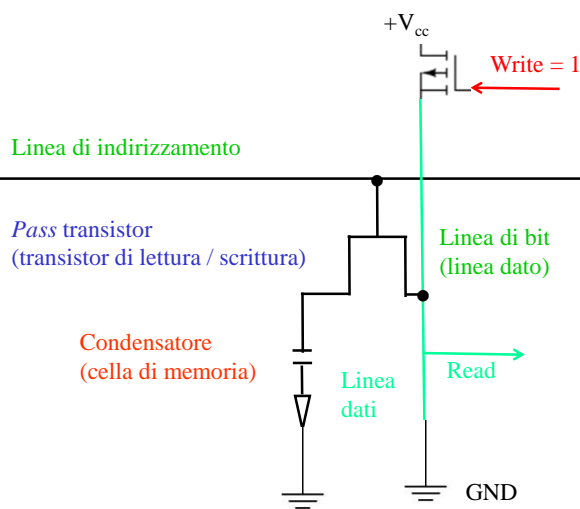 +Vcc
Write = 1
Linea di indirizzamento
Pass transistor
(transistor di lettura / scrittura)
Linea di bit
(linea dato)
Condensatore
(cella di memoria)
Linea
dati
Read
GND